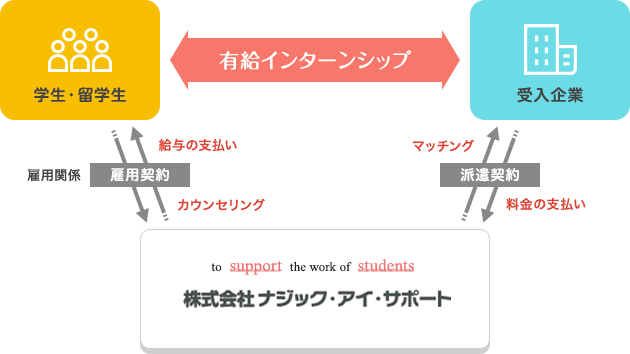 学生・留学生
有給インターンシップ
受入企業
給与の支払い
マッチング
雇用関係
雇用契約
派遣契約
カウンセリング
料金の支払い
to support the work of students
株式会社 ナジック・アイ・サポート